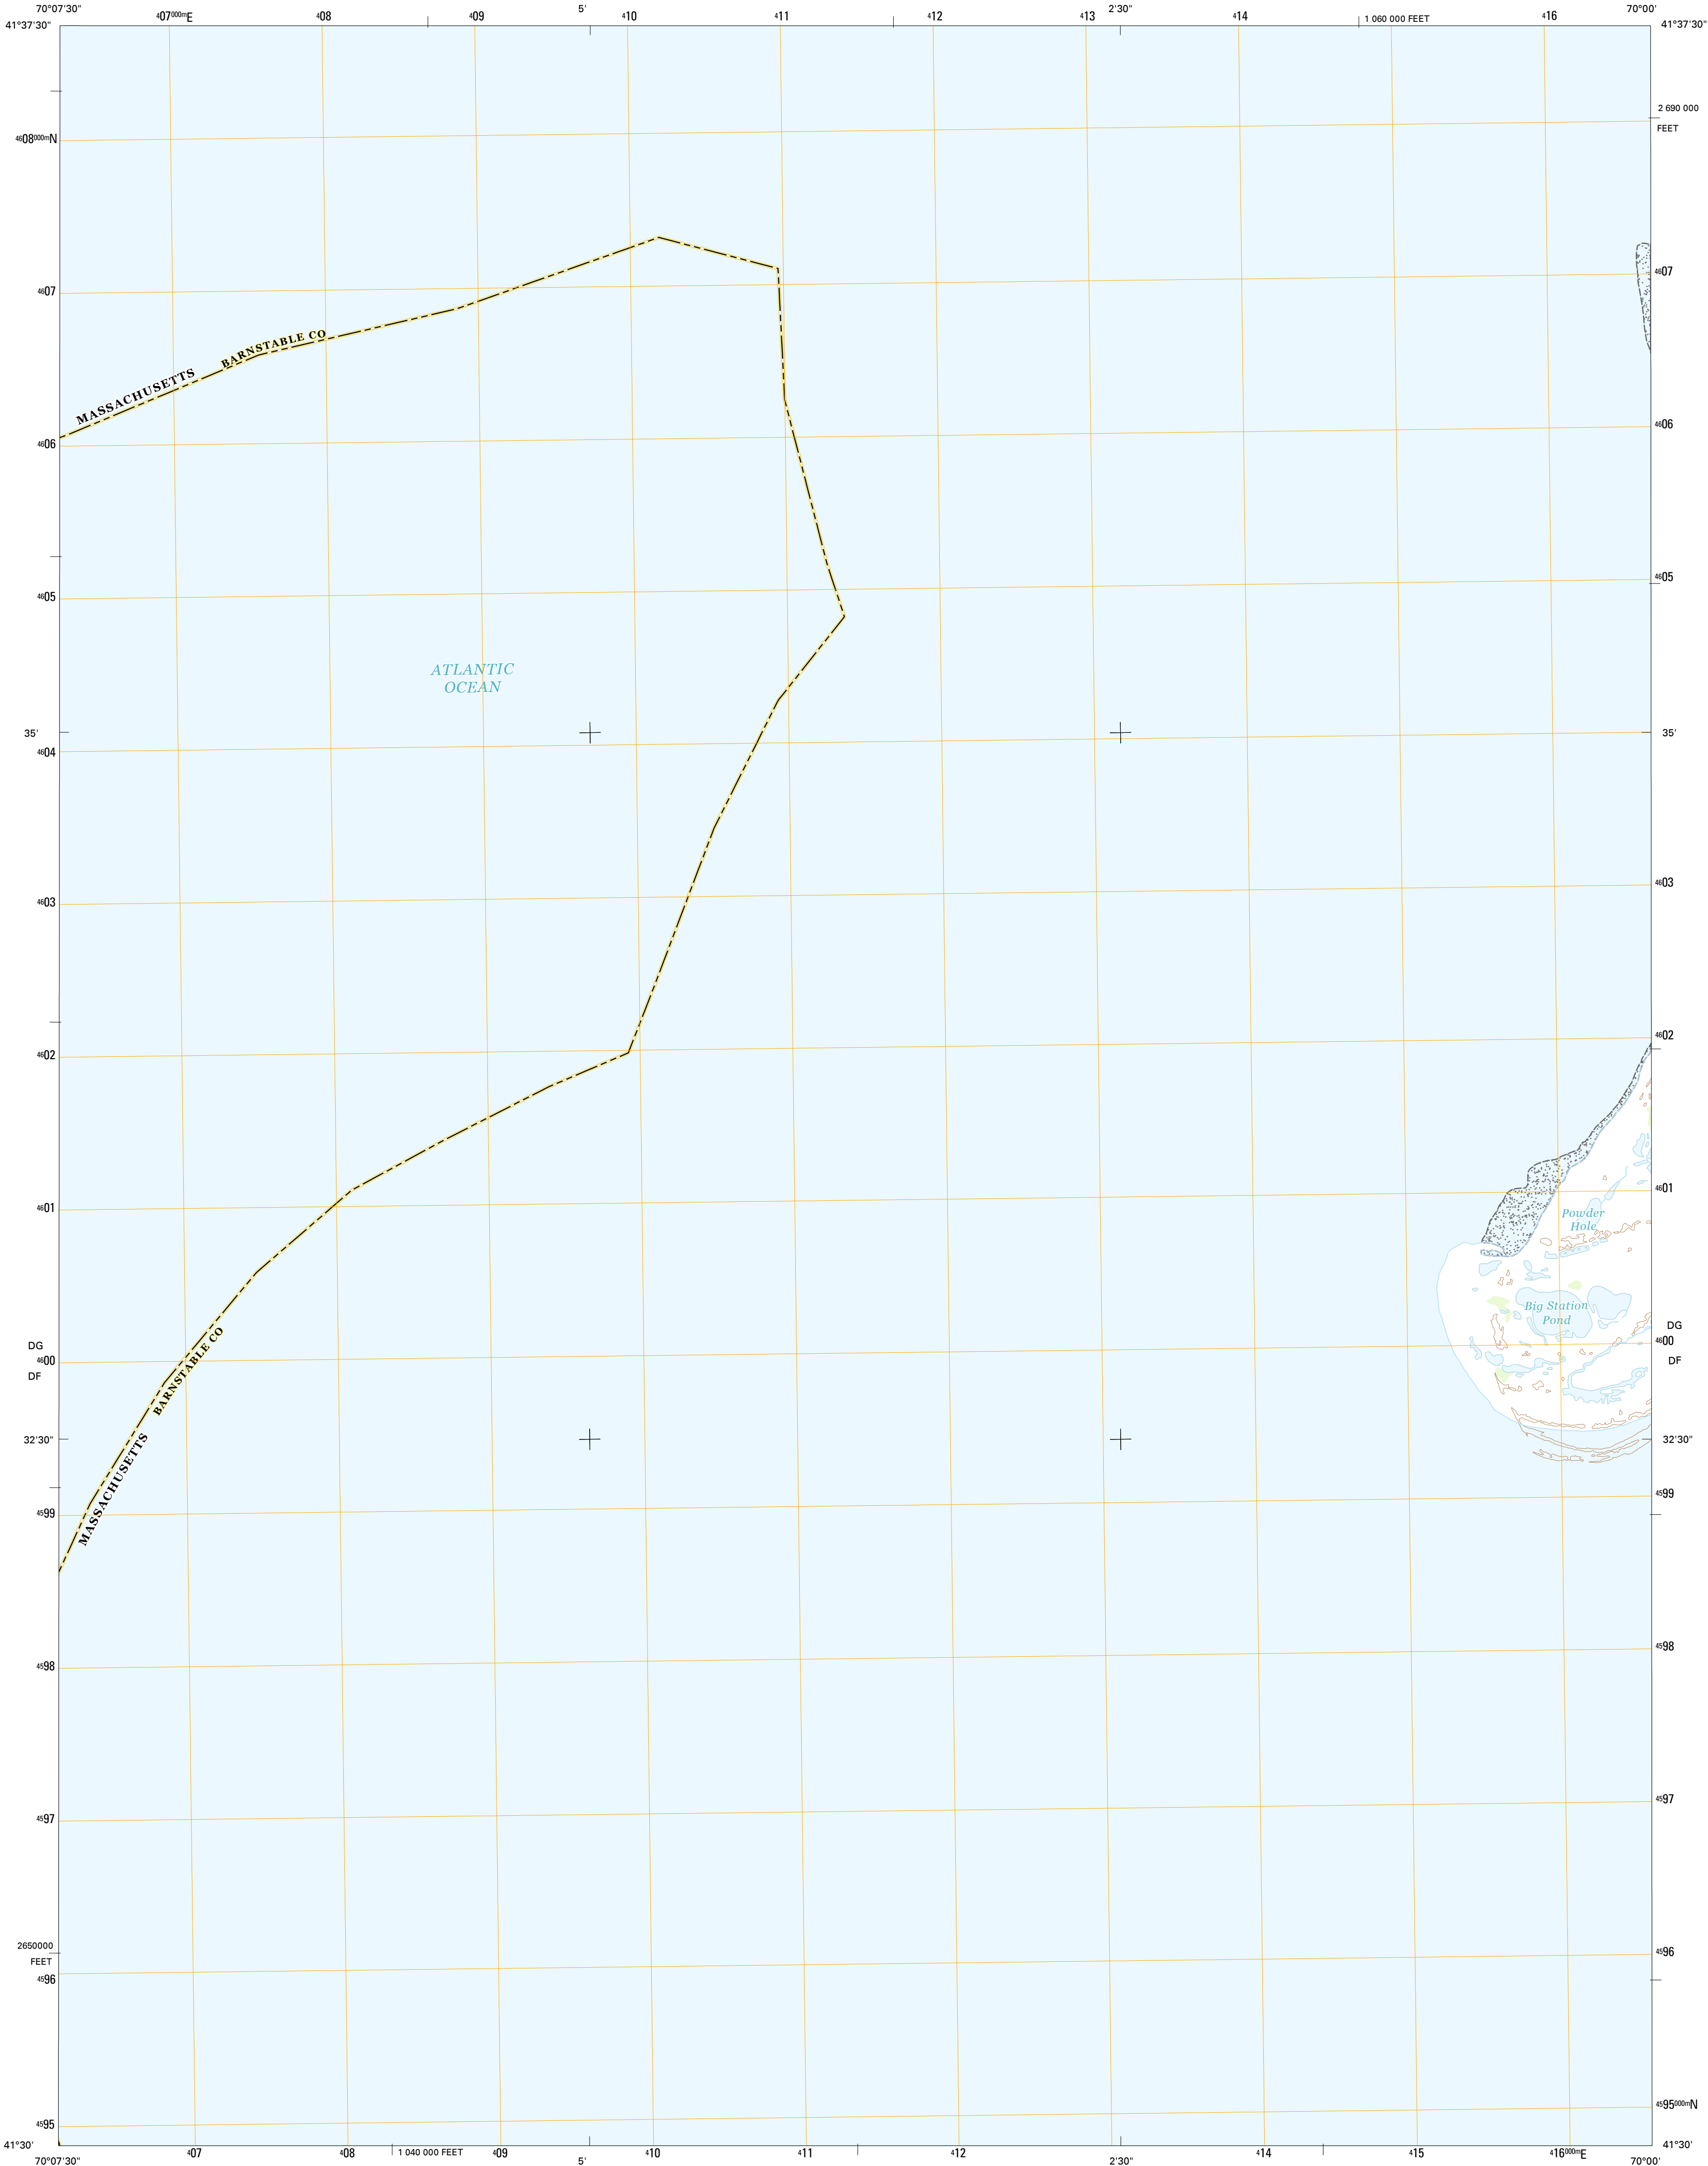 70°07'30" 407000mE 408 409 5' 410 411 412 413 2'30" 414 1 060 000 FEET 416 70°00'
41°37'30" 41°37'30"
2 690 000
FEET
4608000mN
4607 4607
BARNSTABLE CO
MASSACHUSETTS
4606 4606
4605 4605
ATLANTIC
OCEAN
35' 35'
4604
4603 4603
4602 4602
4601 4601
Powder
Hole
Big Station
Pond
DG DG
4600 4600
DF DF
BARNSTABLE CO
MASSACHUSETTS
32'30" 32'30"
4599 4599
4598 4598
4597 4597
2650000
FEET
4596 4596
4595 4595000mN
41°30' 41°30'
407 408 1 040 000 FEET 409 410 411 412 414 415 416000mE
70°07'30" 5' 2'30" 70°00'